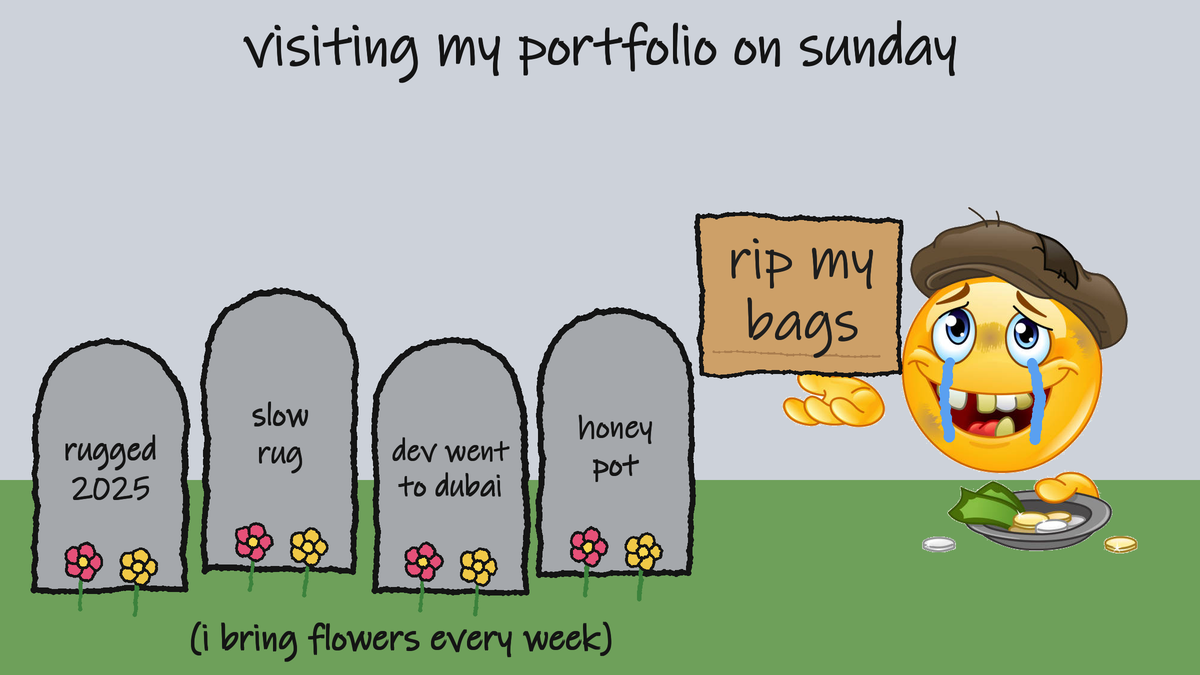 visiting my portfolio on sunday
rip my
bags
slow
rug
honey
pot
rugged
2025
dev went
to dubai
(i bring flowers every week)